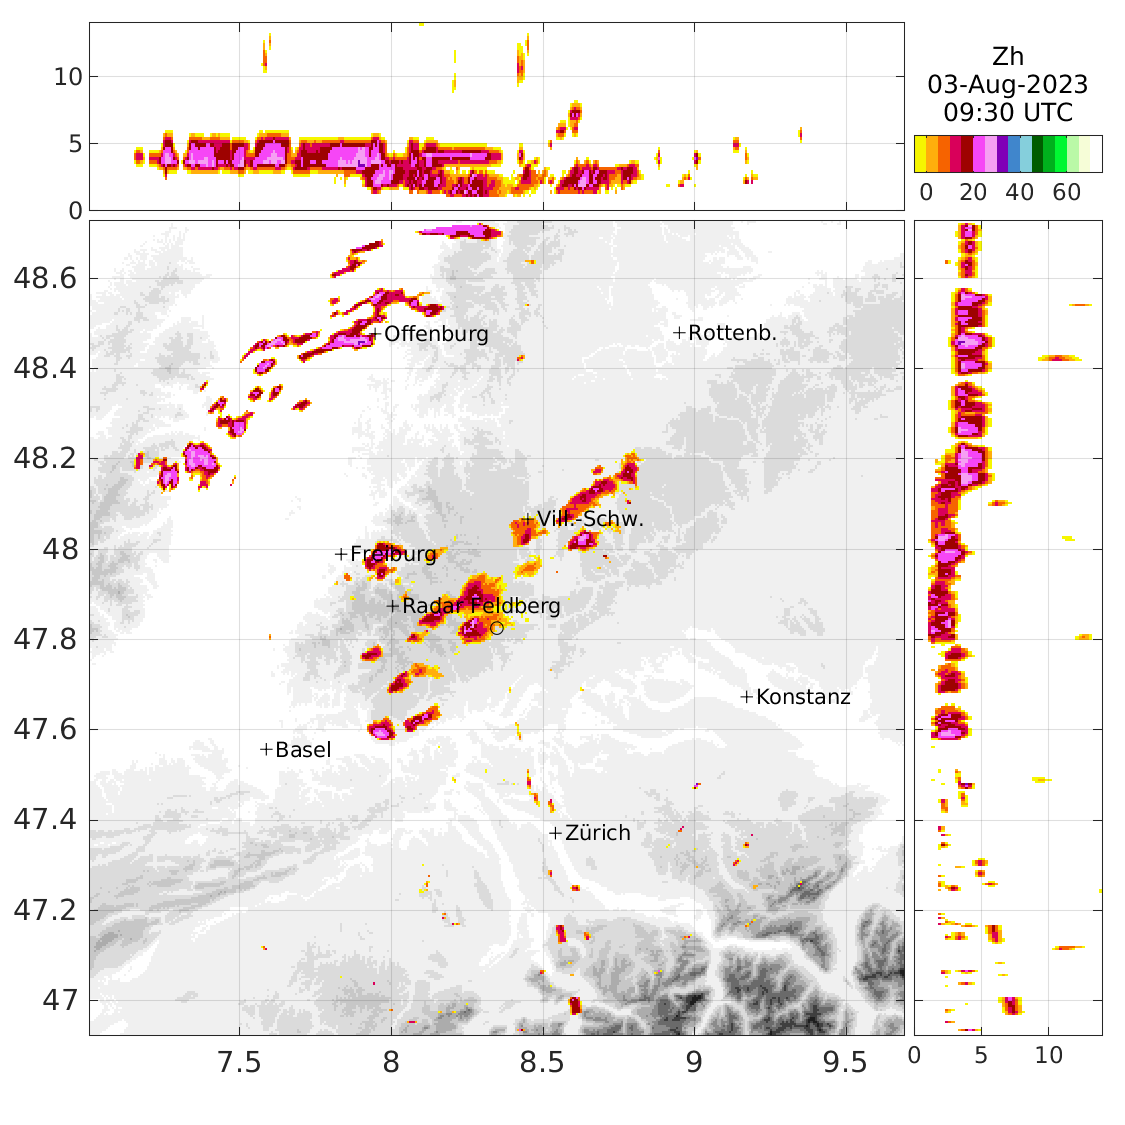 10
5
0
Zh
03-Aug-2023
09:30 UTC
0 20 40 60
48.6
48.4
48.2
48
47.8
47.6
47.4
47.2
47
+Offenburg
+Rottenb.
+Vill.-Schw.
+Freiburg
+Radar Feldberg
+Konstanz
+Basel
+Zürich
7.5 8 8.5 9 9.5
0 5 10